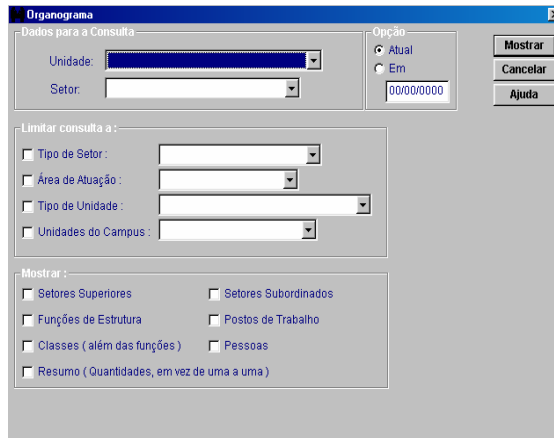 Organograma
Dados para a Consulta
Unidade:
Setor:
Opção
Atual
Em
00/00/0000
Mostrar
Cancelar
Ajuda
Limitar consulta a :
Tipo de Setor :
Área de Atuação :
Tipo de Unidade :
Unidades do Campus :
Mostrar :
Setores Superiores
Setores Subordinados
Funções de Estrutura
Postos de Trabalho
Classes ( além das funções )
Pessoas
Resumo ( Quantidades, em vez de uma a uma )